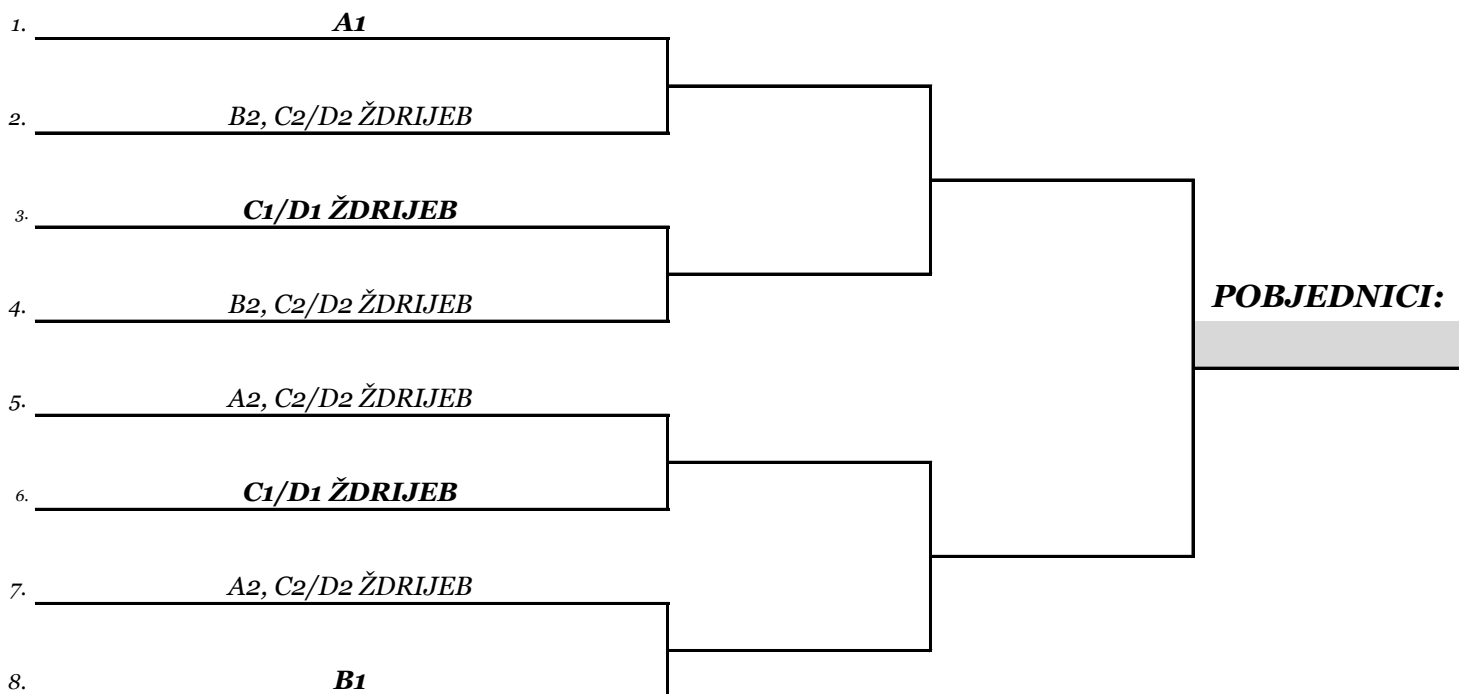 1. A1
2. B2, C2/D2 ŽDRIJEB
3. C1/D1 ŽDRIJEB
4. B2, C2/D2 ŽDRIJEB
POBJEDNICI:
5. A2, C2/D2 ŽDRIJEB
6. C1/D1 ŽDRIJEB
7. A2, C2/D2 ŽDRIJEB
8. B1